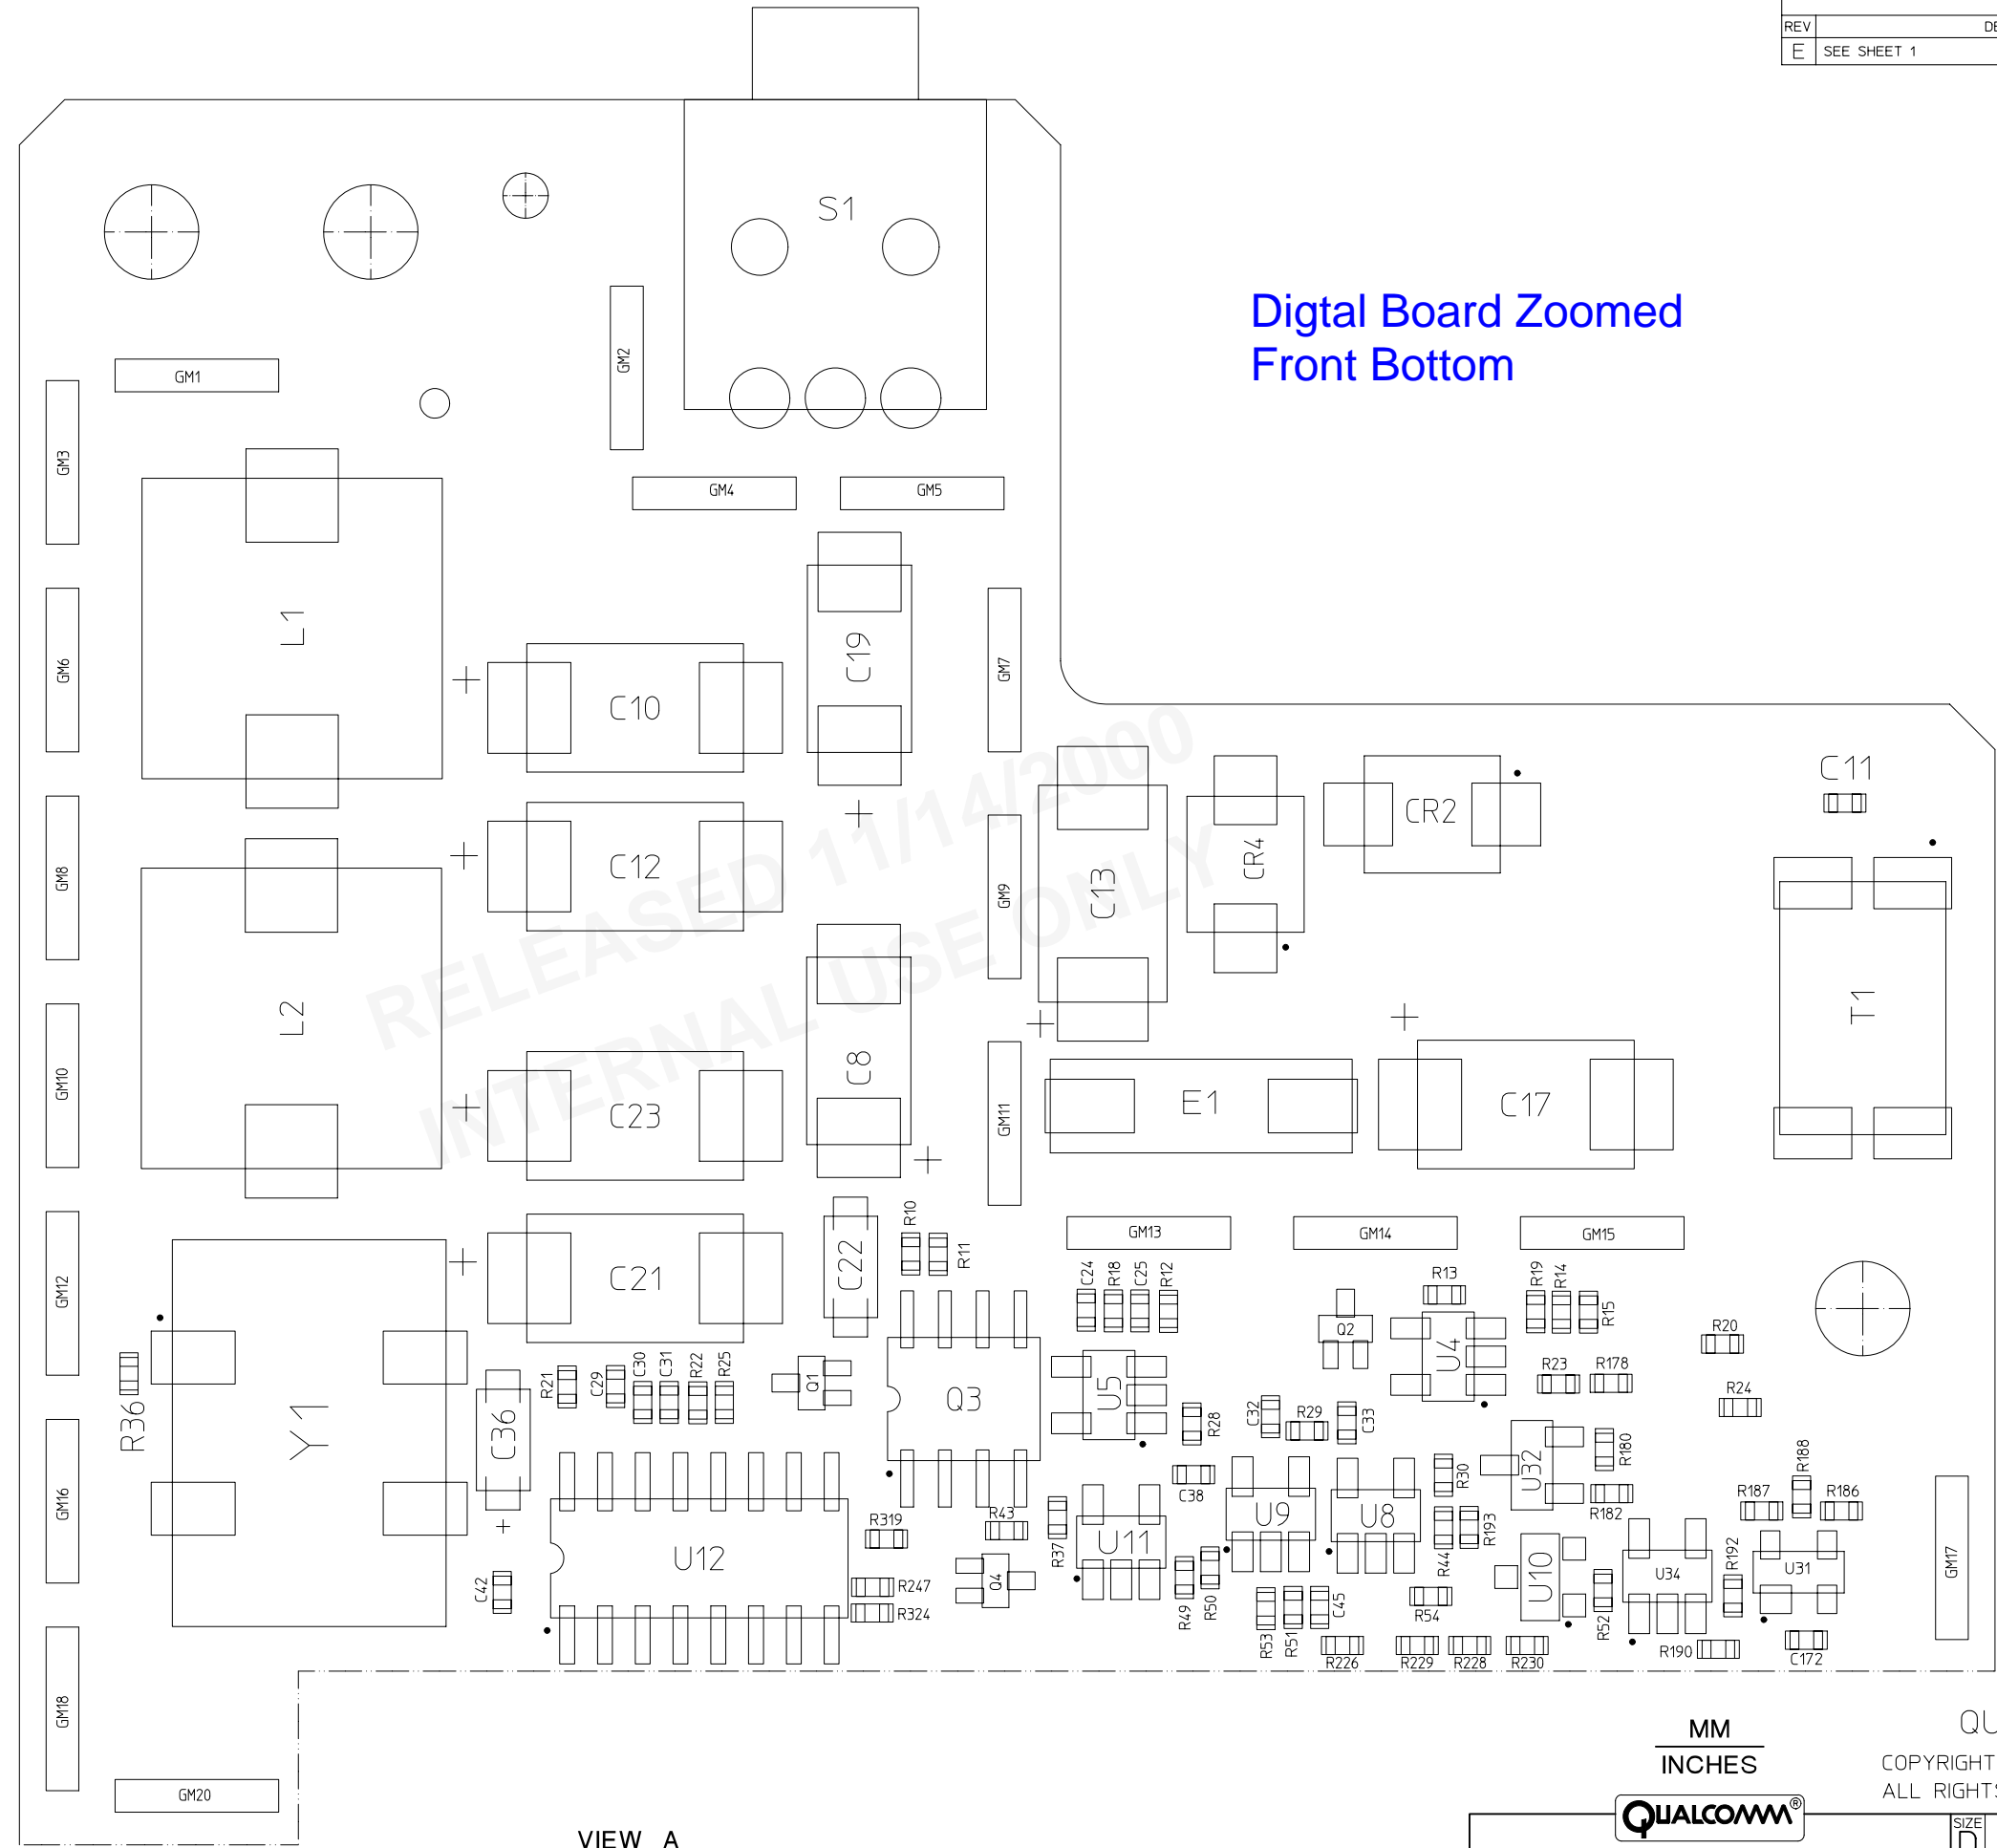 REV
E SEE SHEET 1
S1
Digtal Board Zoomed
Front Bottom
GM1
GM2
GM3
GM4 GM5
L1
GM6
C10
C19
GM7
RELEASED 11/14/2000
INTERNAL USE ONLY
C11
CR2
CR4
C13
GM8
C12
GM9
L2
T1
GM10
C23
C8
GM11
E1
C17
GM12
C21
C22
R10
R11
GM13 GM14 GM15
C24
R18
C25
R12
R13
R19
R14
R15
Q2
U4
R20
R36
Y1
C36
R21
C29
C30
C31
R22
R25
Q1
Q3
U5
R28
C32
R29
C33
R23 R178
R24
GM16
U12
C42
R319
R43
R37
C38
U11
U9
U8
R30
R44
R193
U32
R180
R182
R187
R188
R186
R247
R324
Q4
R49
R50
R53
R51
C45
R54
U10
R52
U34
R192
U31
GM17
R226 R229 R228 R230
R190
C172
GM18
GM20
MM
INCHES
COPYRIGHT
QUALCOMM®
SIZE
D
VIEW A